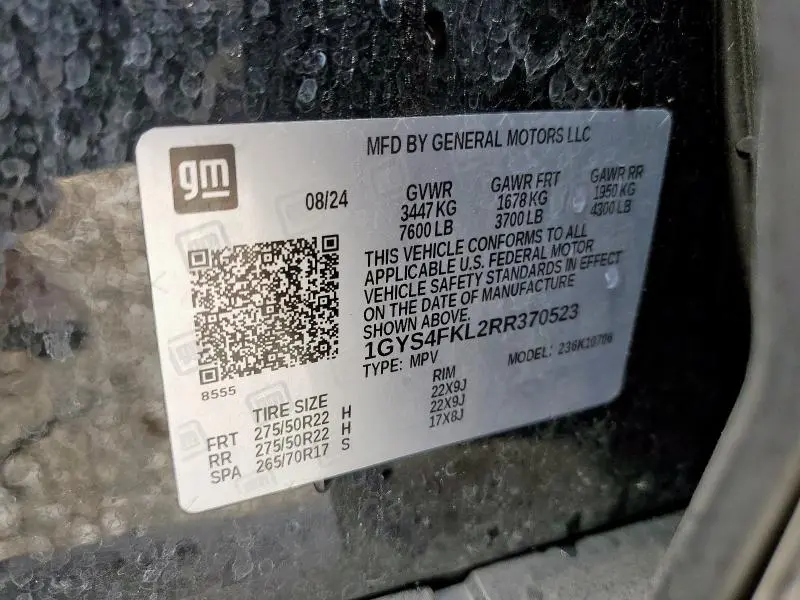 gm
MFD BY GENERAL MOTORS LLC
08/24
GVWR GAWR FRT GAWR RR
3447 KG 1678 KG 1950 KG
7600 LB 3700 LB 4300 LB
THIS VEHICLE CONFORMS TO ALL
APPLICABLE U.S. FEDERAL MOTOR
VEHICLE SAFETY STANDARDS IN EFFECT
ON THE DATE OF MANUFACTURE
SHOWN ABOVE.
1GYS4FKL2RR370523
TYPE: MPV MODEL: 236K10706
8555
TIRE SIZE RIM
FRT 275/50R22 H 22X9J
RR 275/50R22 H 22X9J
SPA 265/70R17 S 17X8J